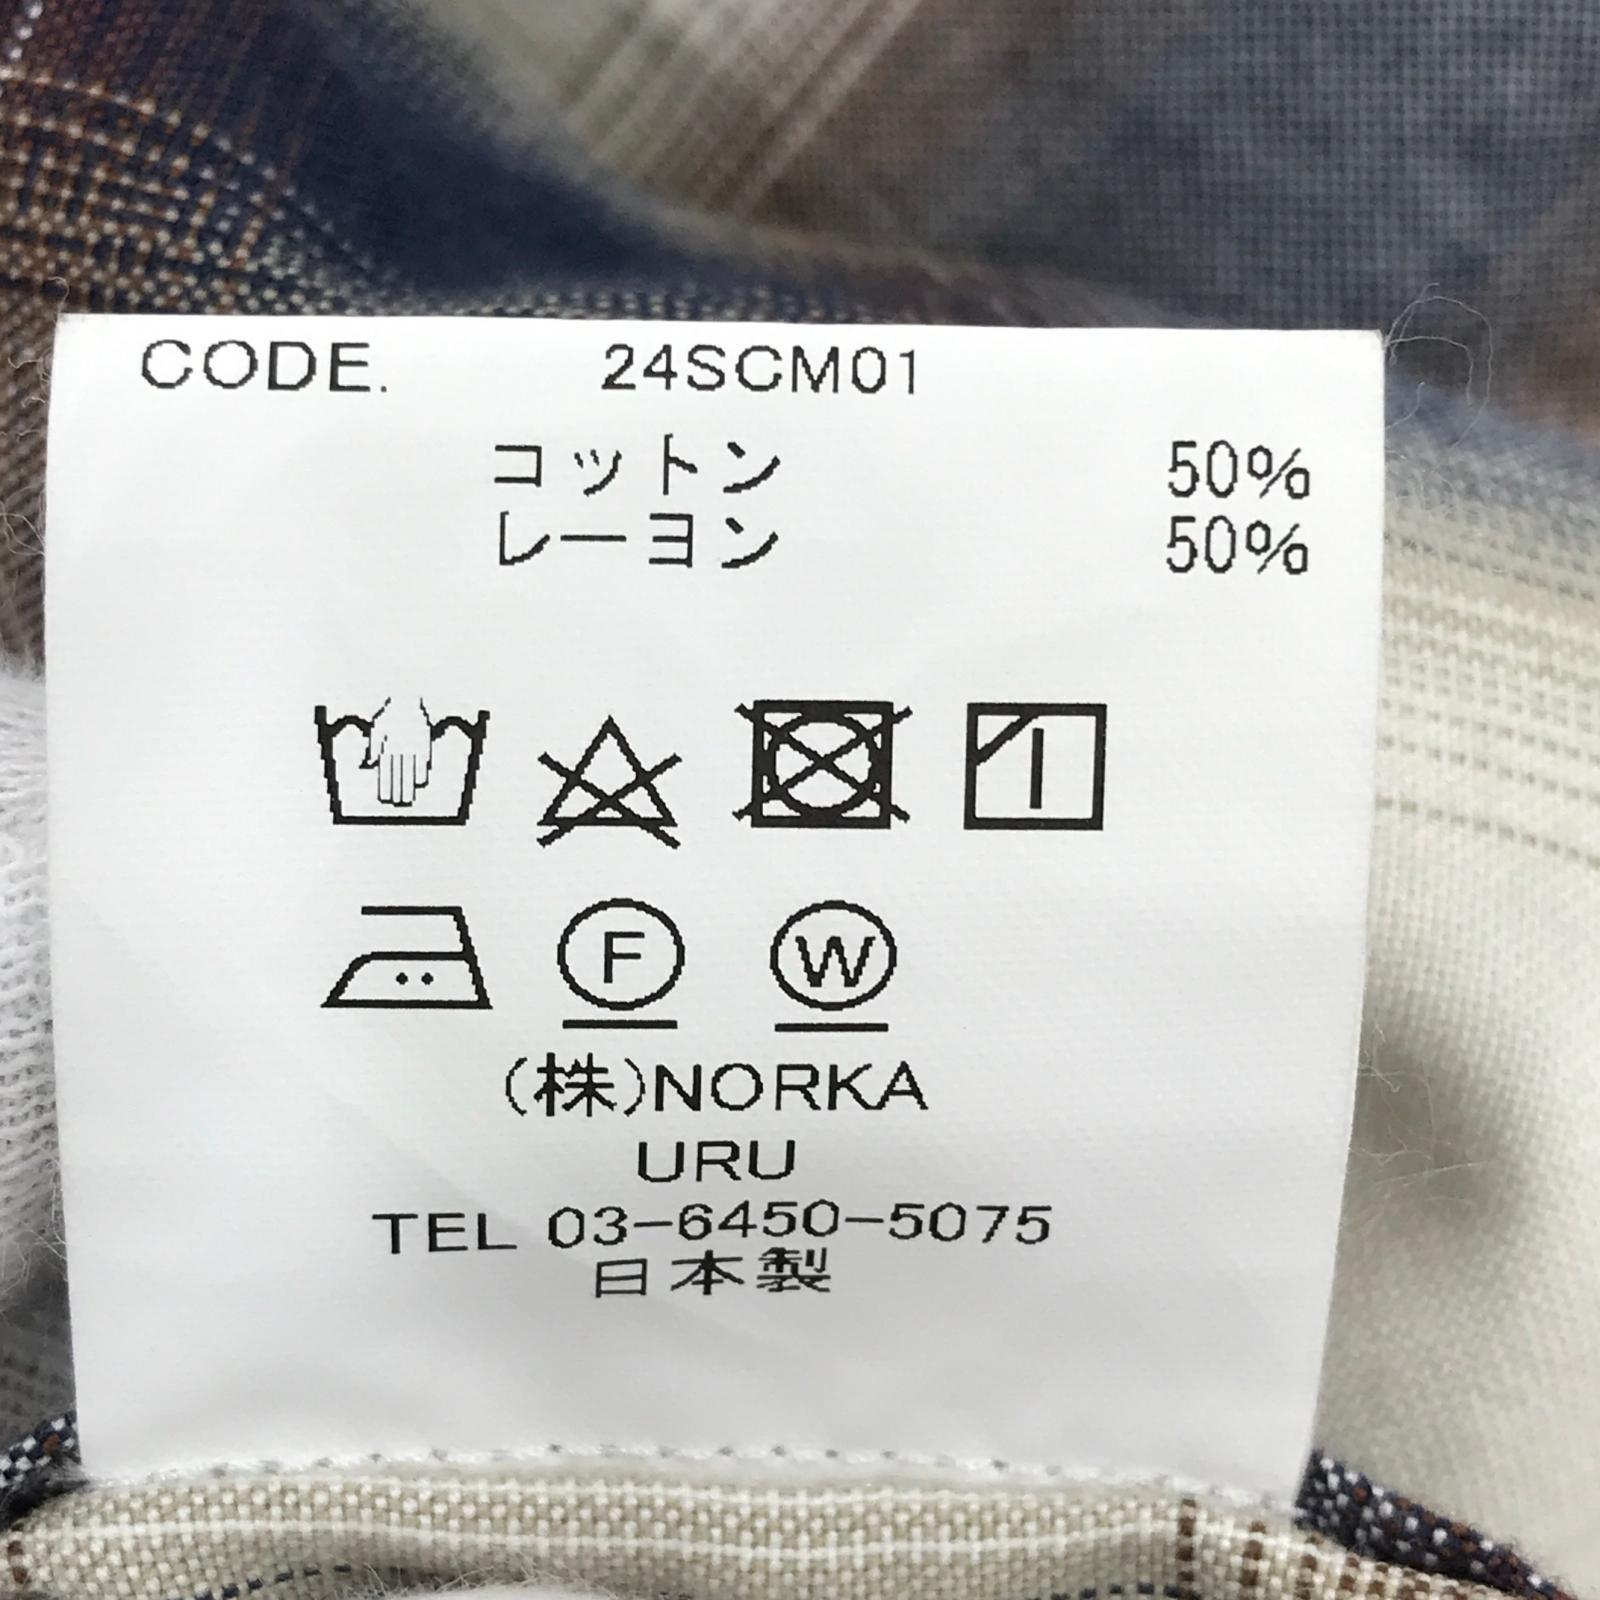 CODE. 24SCM01
コットン 50%
レーヨン 50%
F W
(株)NORKA
URU
TEL 03-6450-5075
日本製